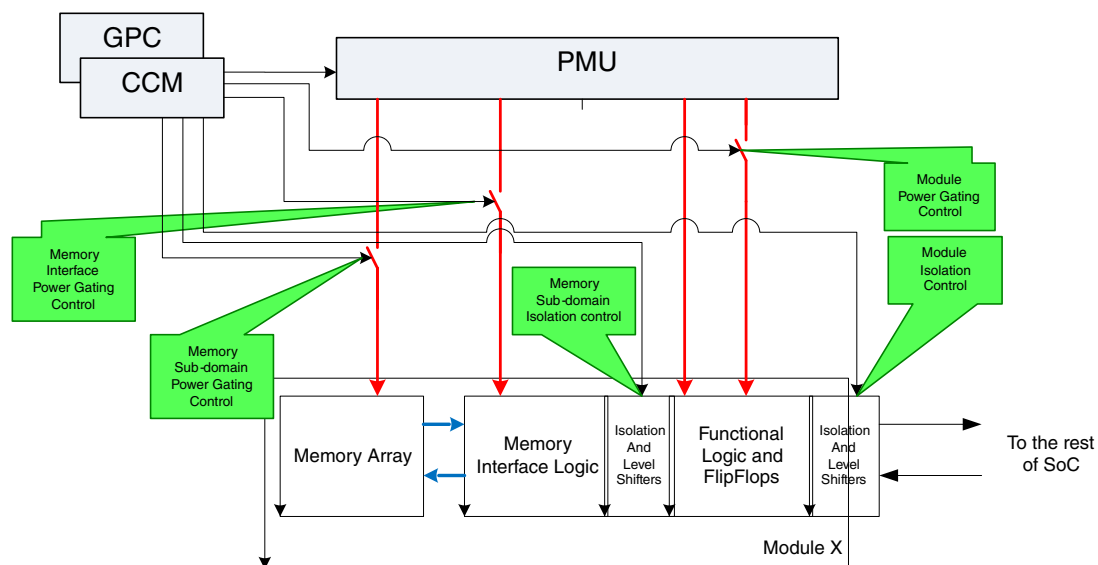 GPC
CCM
PMU
Module
Power Gating
Control
Memory
Interface
Power Gating
Control
Module
Isolation
Control
Memory
Sub-domain
Isolation control
Memory
Sub-domain
Power Gating
Control
Memory Array
Memory
Interface Logic
Isolation
And
Level
Shifters
Functional
Logic and
FlipFlops
Isolation
And
Level
Shifters
To the rest
of SoC
Module X